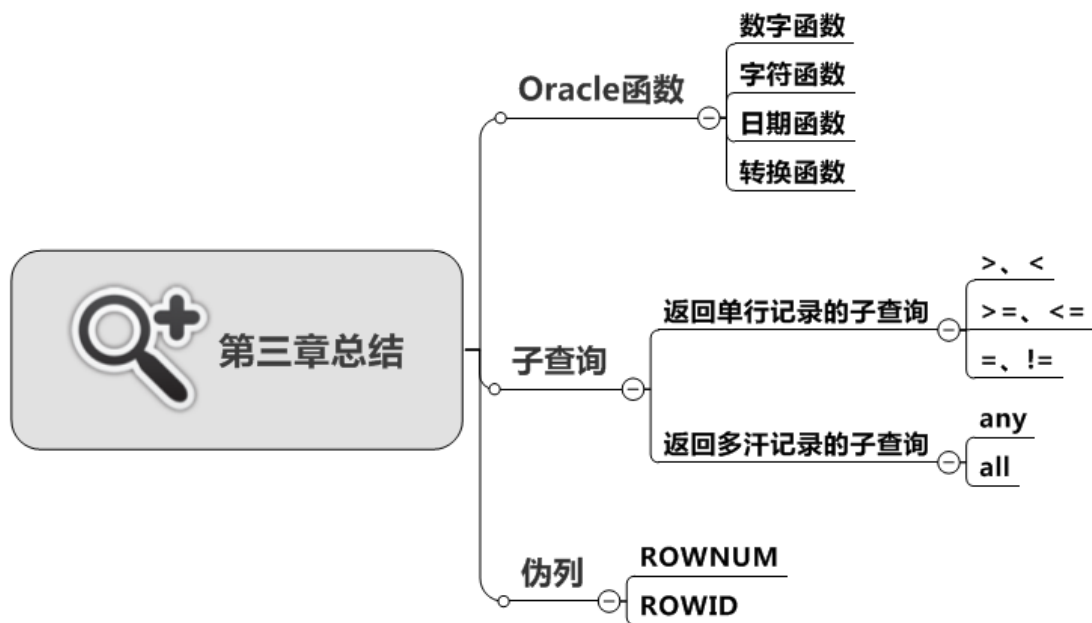 第三章总结
Oracle函数
数字函数
字符函数
日期函数
转换函数
子查询
返回单行记录的子查询
>、<
>=、<=
=、!=
返回多汗记录的子查询
any
all
伪列
ROWNUM
ROWID